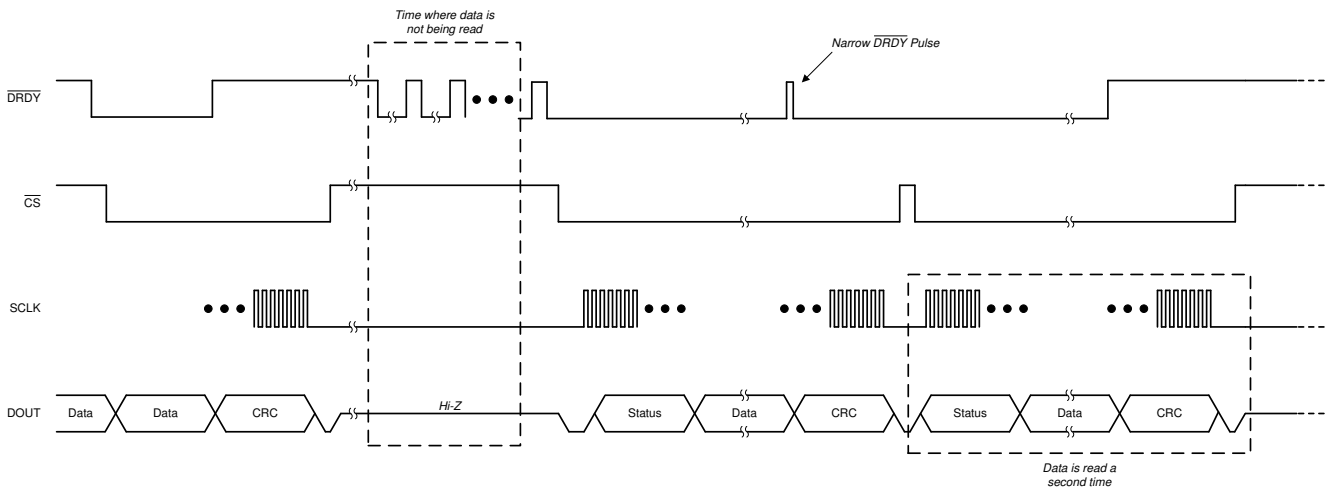 Time where data is
not being read
Narrow DRDY Pulse
DRDY
CS
SCLK
DOUT
Data
Data
CRC
Hi-Z
Status
Data
CRC
Status
Data
CRC
Data is read a
second time